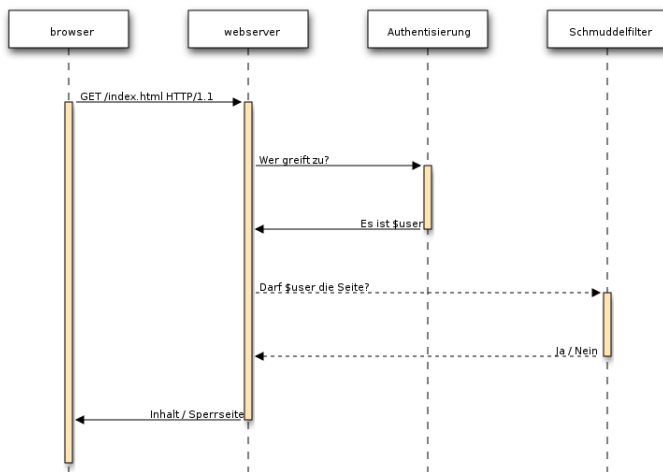 browser
webserver
Authentisierung
Schmuddelfilter
GET /index.html HTTP/1.1
Wer greift zu?
Es ist $user
Darf $user die Seite?
Ja / Nein
Inhalt / Sperrseite